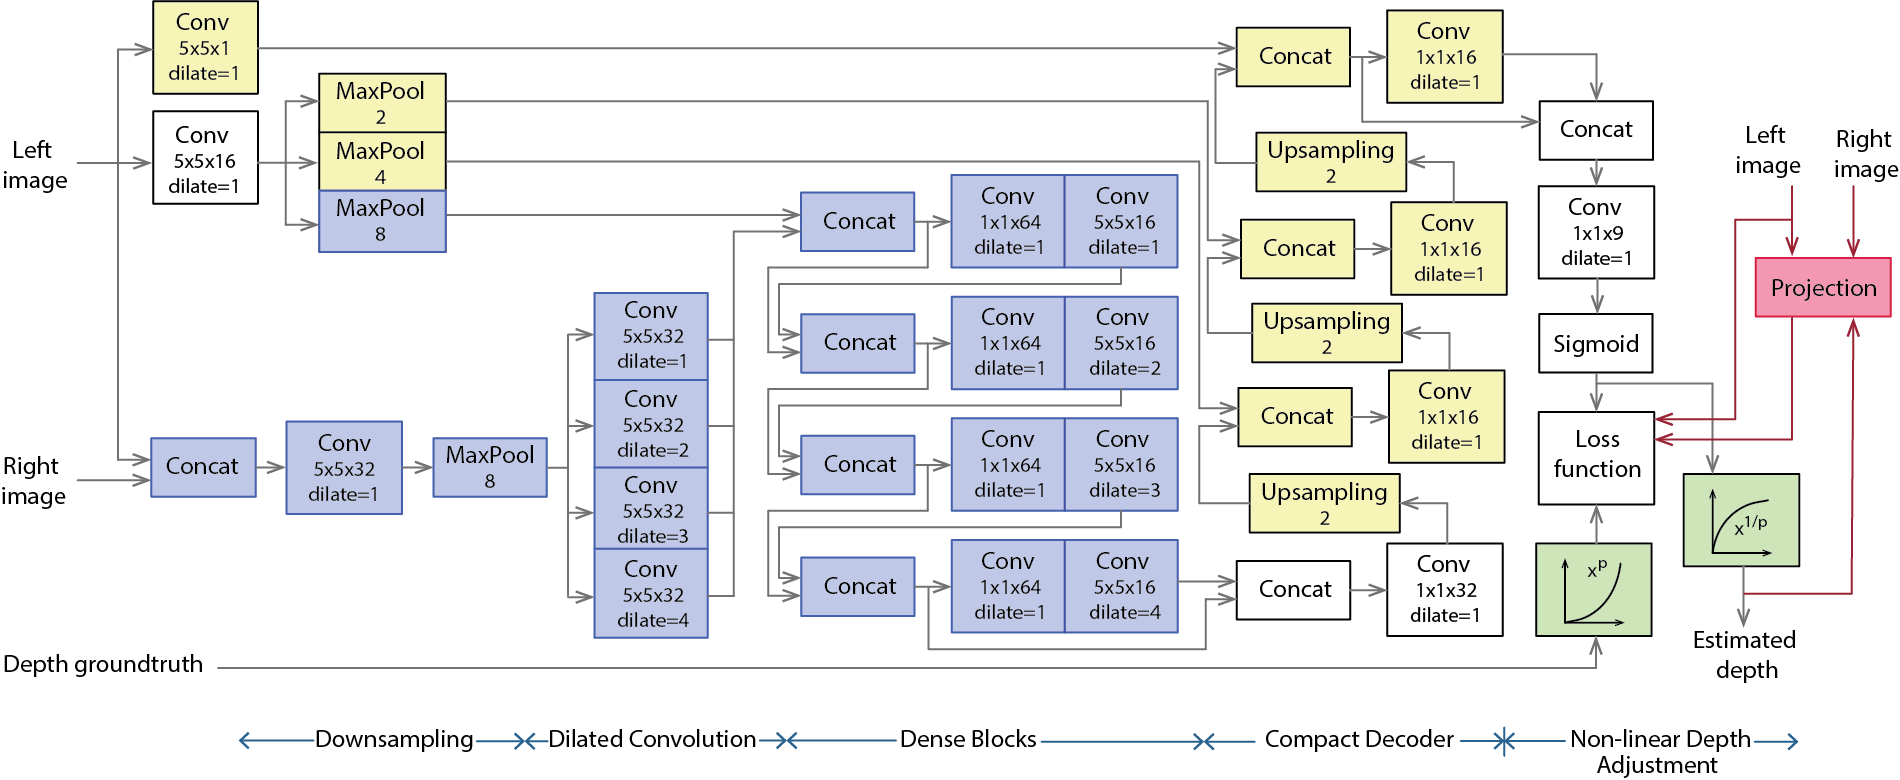 Left
image
Right
image
Depth groundtruth
Conv
5x5x1
dilate=1
Conv
5x5x16
dilate=1
MaxPool
2
MaxPool
4
MaxPool
8
Concat
Conv
5x5x32
dilate=1
MaxPool
8
Conv
5x5x32
dilate=1
Conv
5x5x32
dilate=2
Conv
5x5x32
dilate=3
Conv
5x5x32
dilate=4
Concat
Conv
1x1x64
dilate=1
Conv
5x5x16
dilate=1
Concat
Conv
1x1x64
dilate=1
Conv
5x5x16
dilate=2
Concat
Conv
1x1x64
dilate=1
Conv
5x5x16
dilate=3
Concat
Conv
1x1x64
dilate=1
Conv
5x5x16
dilate=4
Concat
Conv
1x1x16
dilate=1
Upsampling
2
Concat
Conv
1x1x16
dilate=1
Upsampling
2
Concat
Conv
1x1x16
dilate=1
Upsampling
2
Concat
Conv
1x1x32
dilate=1
Concat
Conv
1x1x9
dilate=1
Sigmoid
Loss
function
x^p
x^1/p
Left
image
Right
image
Projection
Estimated
depth
Downsampling
Dilated Convolution
Dense Blocks
Compact Decoder
Non-linear Depth
Adjustment